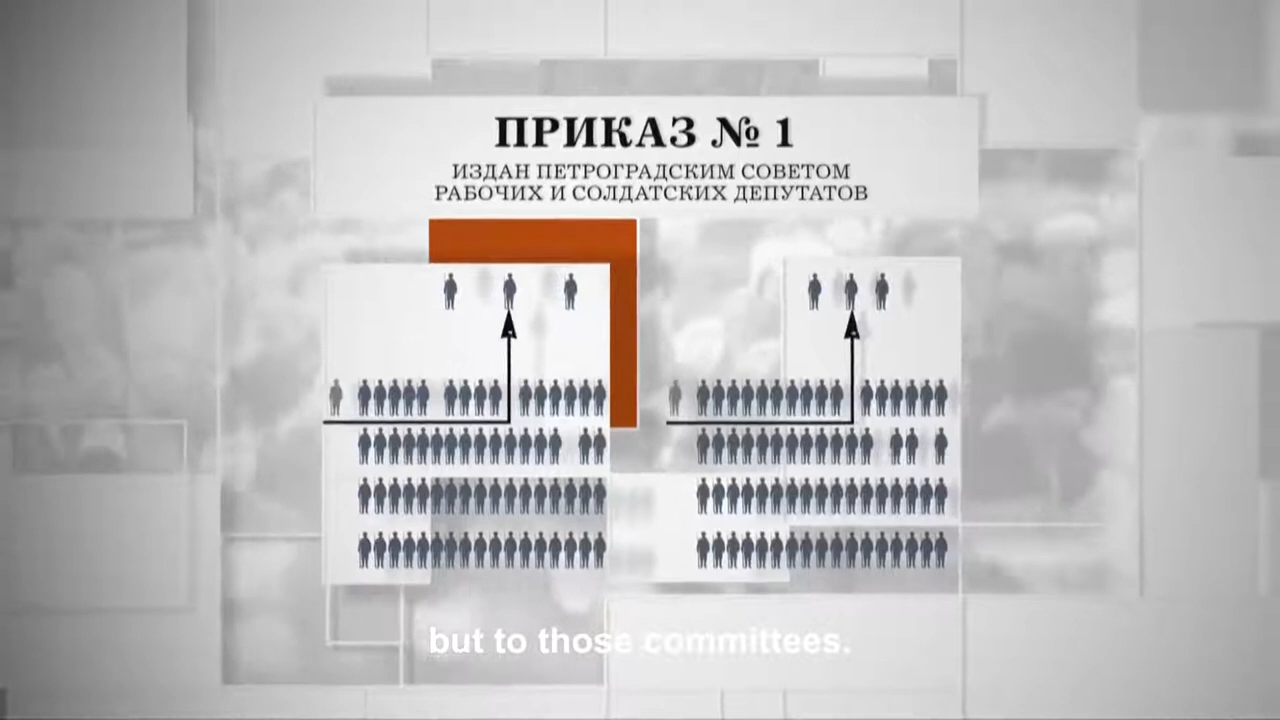 ПРИКАЗ № 1
ИЗДАН ПЕТРОГРАДСКИМ СОВЕТОМ
РАБОЧИХ И СОЛДАТСКИХ ДЕПУТАТОВ
but to those committees.